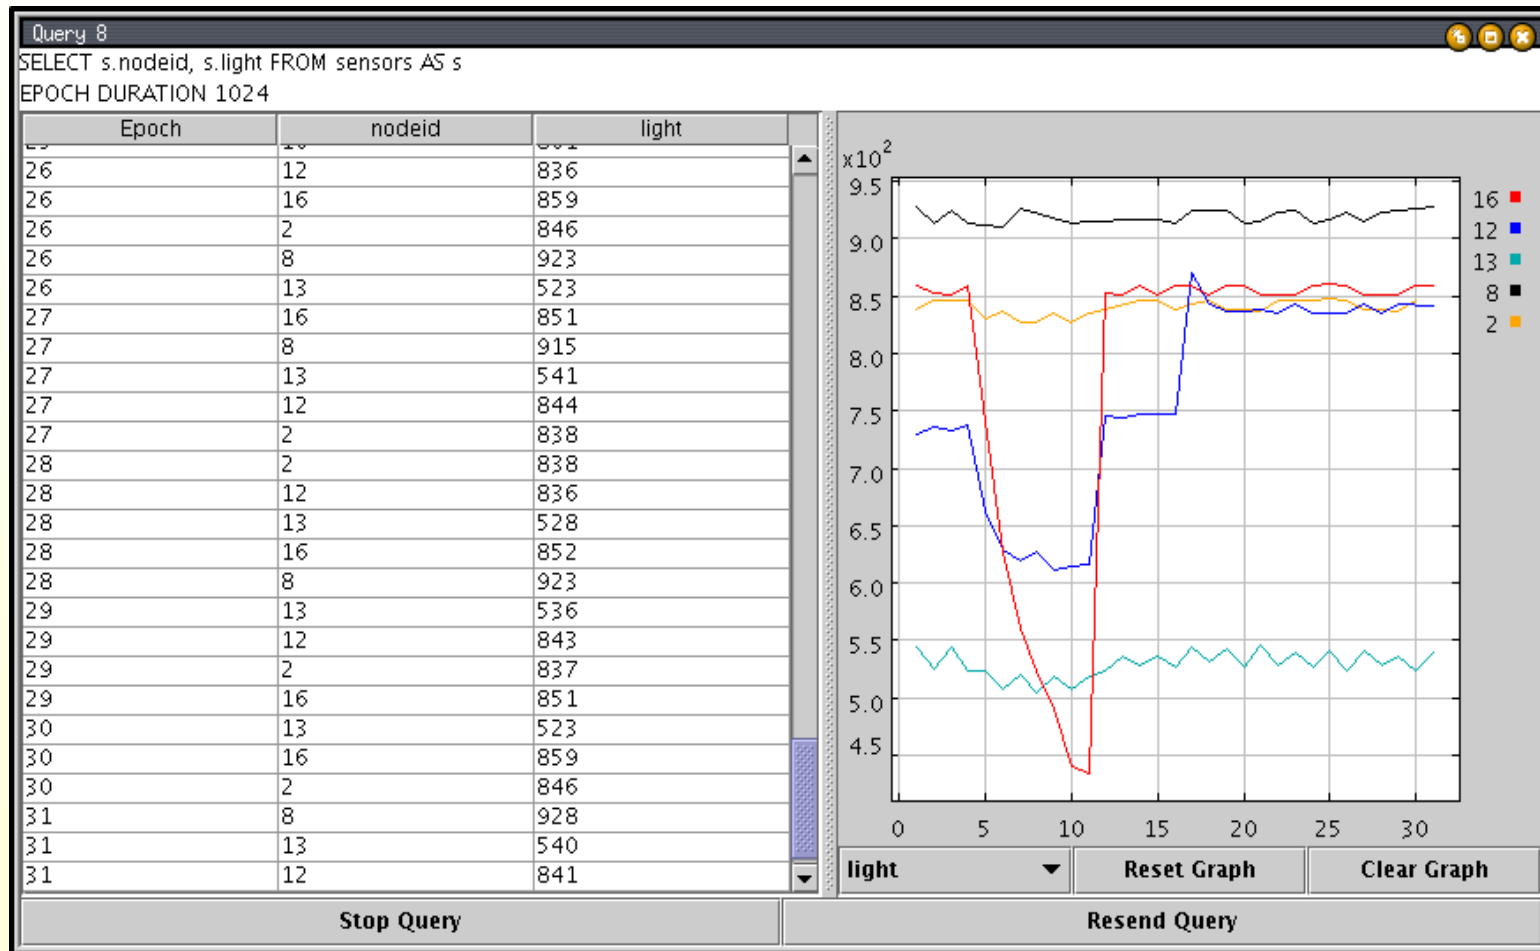 Query 8
SELECT s.nodeid, s.light FROM sensors AS s
EPOCH DURATION 1024
Epoch nodeid light
26 12 836
26 16 859
26 2 846
26 8 923
26 13 523
27 16 851
27 8 915
27 13 541
27 12 844
27 2 838
28 2 838
28 12 836
28 13 528
28 16 852
28 8 923
29 13 536
29 12 843
29 2 837
29 16 851
30 13 523
30 16 859
30 2 846
31 8 928
31 13 540
31 12 841
x10²
9.5
9.0
8.5
8.0
7.5
7.0
6.5
6.0
5.5
5.0
4.5
0 5 10 15 20 25 30
16
12
13
8
2
light Reset Graph Clear Graph
Stop Query Resend Query